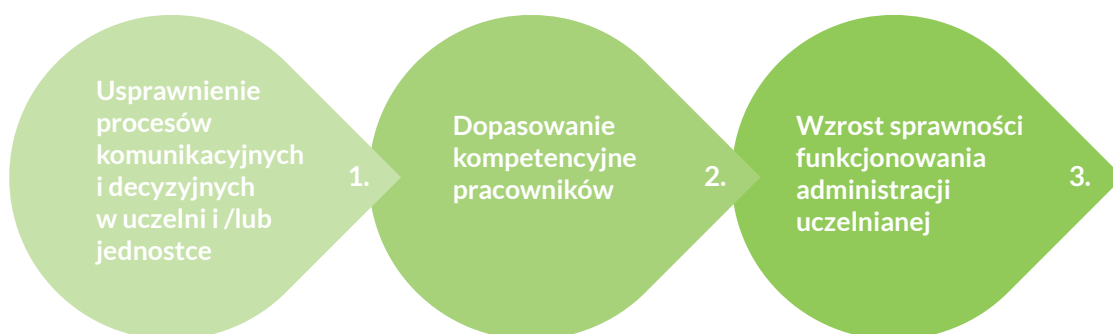 Usprawnienie
procesów
komunikacyjnych
i decyzyjnych
w uczelni i /lub
jednostce
1.
Dopasowanie
kompetencyjne
pracowników
2.
Wzrost sprawności
funkcjonowania
administracji
uczelnianej
3.